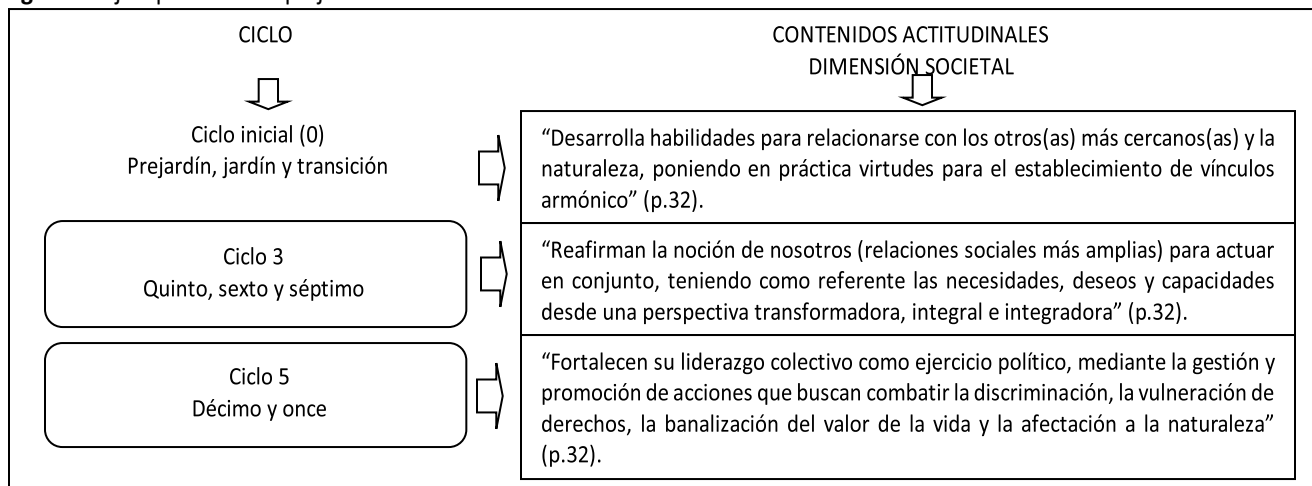 CICLO
CONTENIDOS ACTITUDINALES
DIMENSIÓN SOCIETAL
Ciclo inicial (0)
Prejardín, jardín y transición
“Desarrolla habilidades para relacionarse con los otros(as) más cercanos(as) y la
naturaleza, poniendo en práctica virtudes para el establecimiento de vínculos
armónico” (p.32).
Ciclo 3
Quinto, sexto y séptimo
“Reafirman la noción de nosotros (relaciones sociales más amplias) para actuar
en conjunto, teniendo como referente las necesidades, deseos y capacidades
desde una perspectiva transformadora, integral e integradora” (p.32).
Ciclo 5
Décimo y once
“Fortalecen su liderazgo colectivo como ejercicio político, mediante la gestión y
promoción de acciones que buscan combatir la discriminación, la vulneración de
derechos, la banalización del valor de la vida y la afectación a la naturaleza”
(p.32).